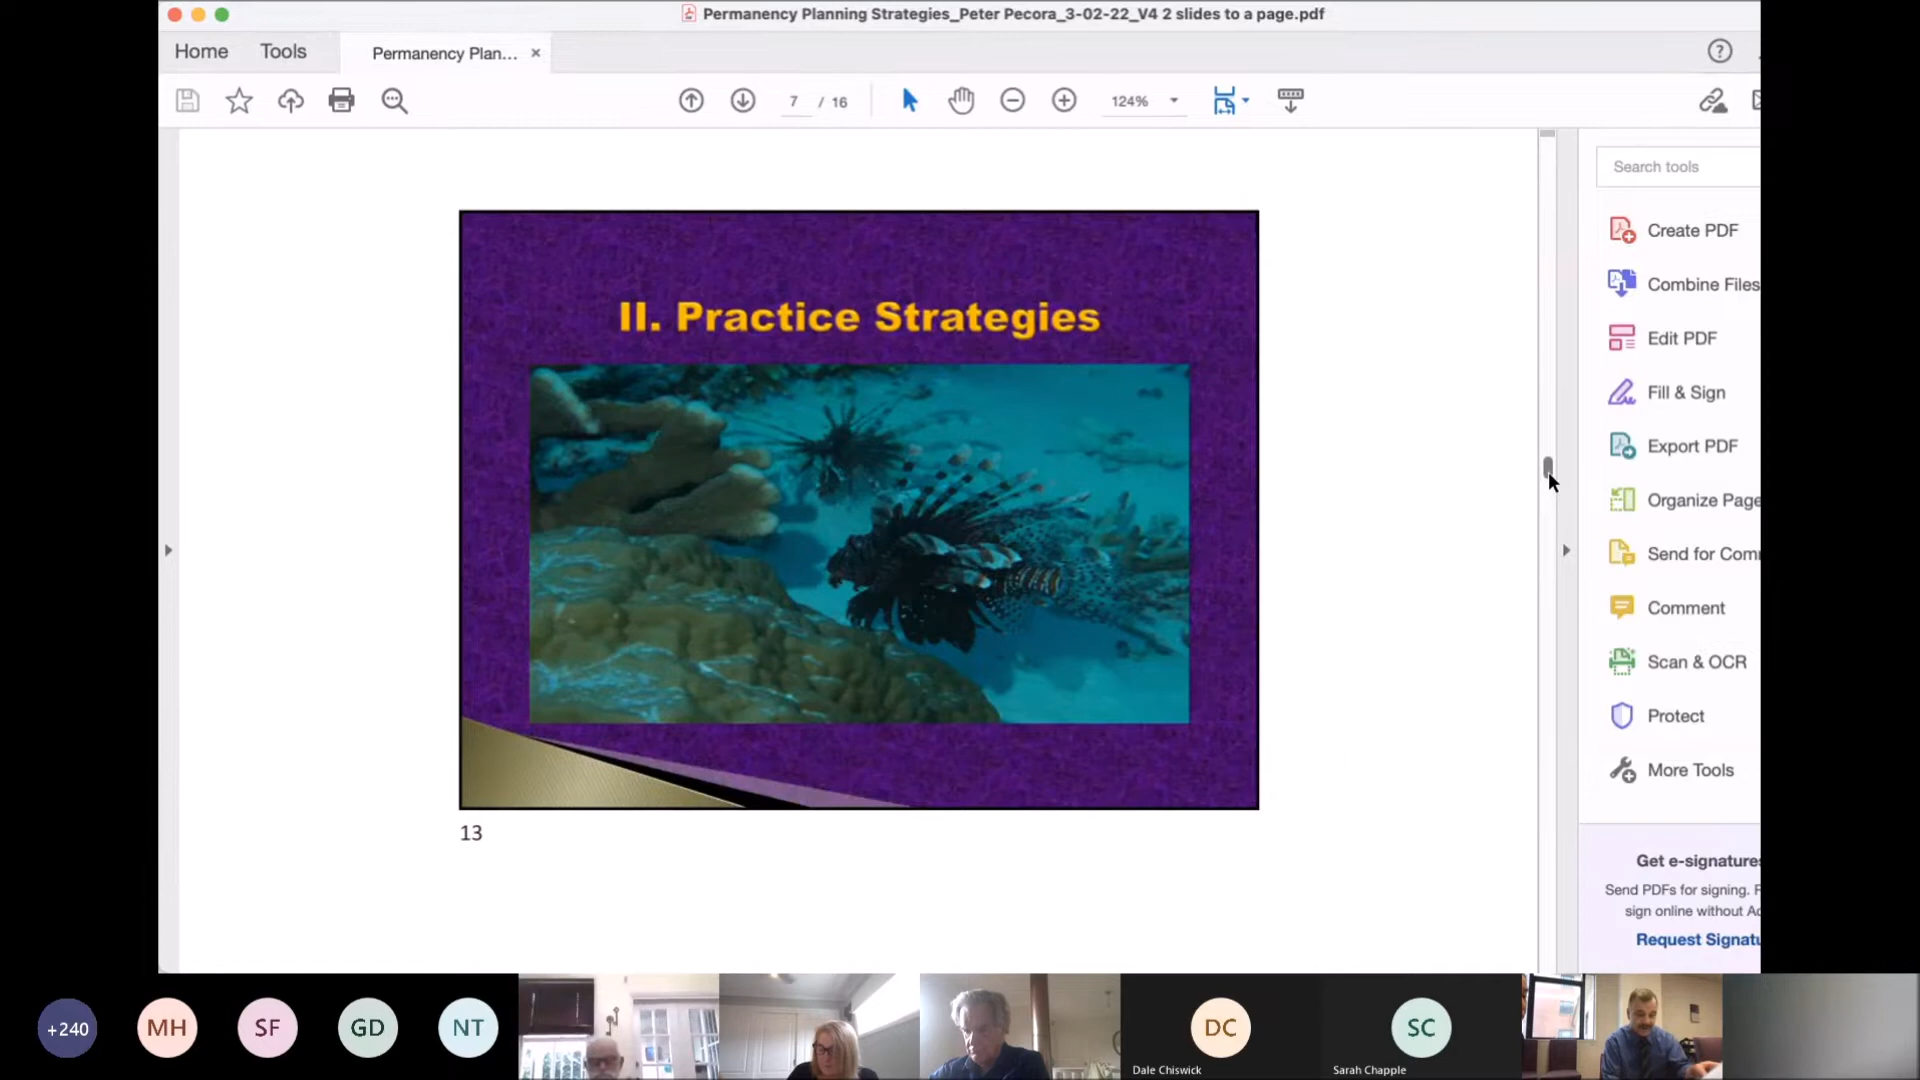 Permanency Planning Strategies_Peter Pecora_3-02-22_V4 2 slides to a page.pdf
Home
Tools
Permanency Plan... ×
?
7 / 16
124%
Search tools
II. Practice Strategies
13
Create PDF
Combine Files
Edit PDF
Fill & Sign
Export PDF
Organize Page
Send for Com
Comment
Scan & OCR
Protect
More Tools
Get e-signature
Send PDFs for signing.
sign online without
Request Signatu
+240
MH
SF
GD
NT
DC
Dale Chiswick
SC
Sarah Chapple